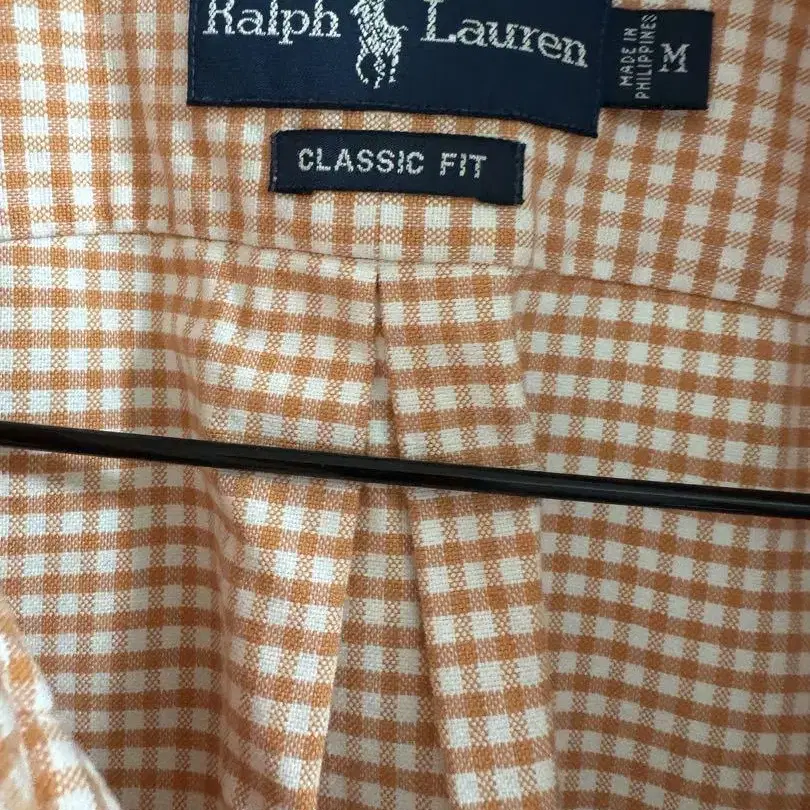 Ralph Lauren
MADE IN
PHILIPPINES
M
CLASSIC FIT